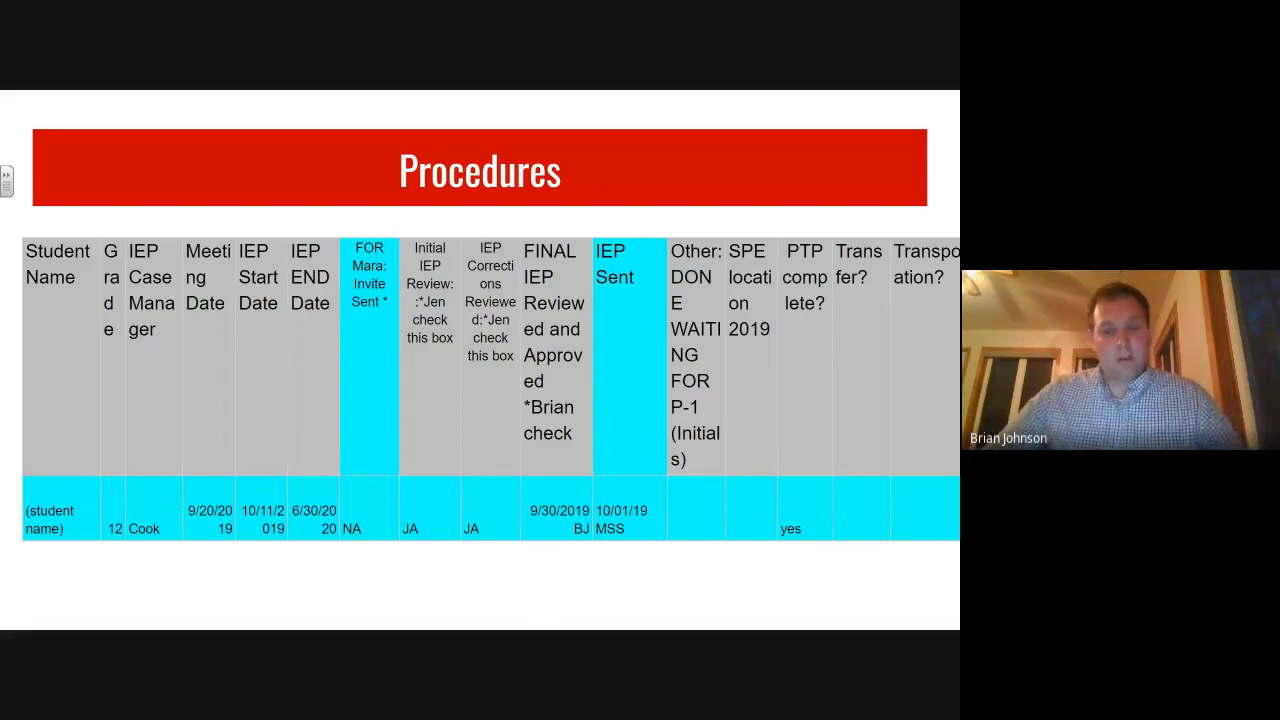 Procedures
Student
Name
G
ra
d
e
IEP
Case
Mana
ger
Meeti
ng
Date
IEP
Start
Date
IEP
END
Date
FOR
Mara:
Invite
Sent *
Initial
IEP
Review:
:*Jen
check
this box
IEP
Correcti
ons
Reviewe
d:*Jen
check
this box
FINAL
IEP
Review
ed and
Approv
ed
*Brian
check
IEP
Sent
Other:
DON
E
WAITI
NG
FOR
P-1
(Initial
s)
SPE
locati
on
2019
PTP
comp
lete?
Trans
fer?
Transpo
ation?
(student
name)
12
Cook
9/20/20
19
10/11/2
019
6/30/20
20
NA
JA
JA
9/30/2019
BJ
10/01/19
MSS
yes
Brian Johnson